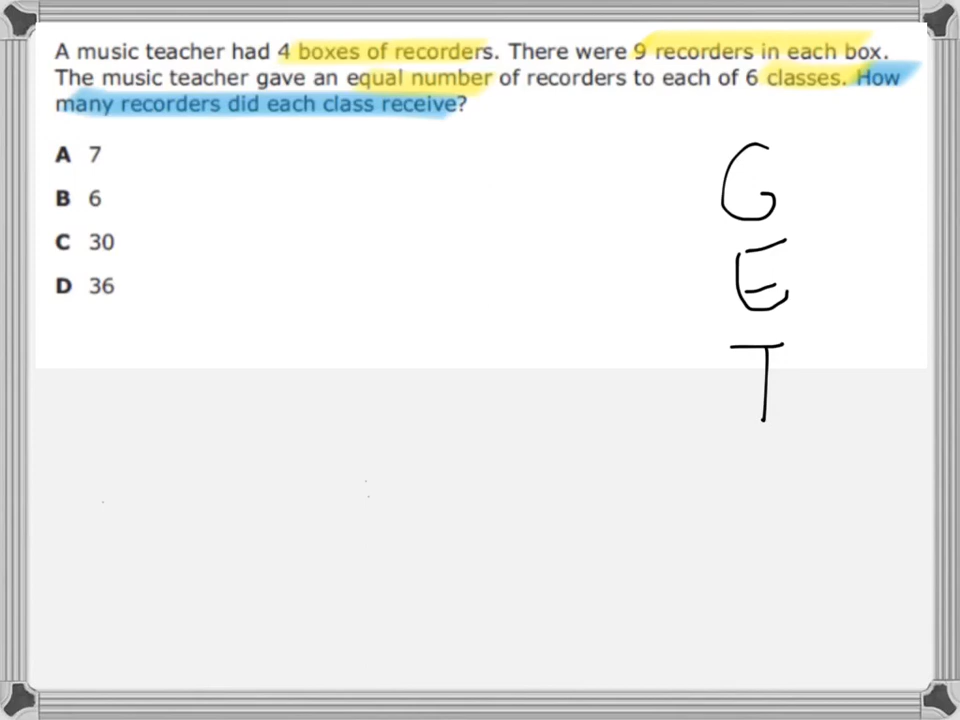 A music teacher had 4 boxes of recorders. There were 9 recorders in each box.
The music teacher gave an equal number of recorders to each of 6 classes. How
many recorders did each class receive?
A 7
B 6
C 30
D 36
G
E
T